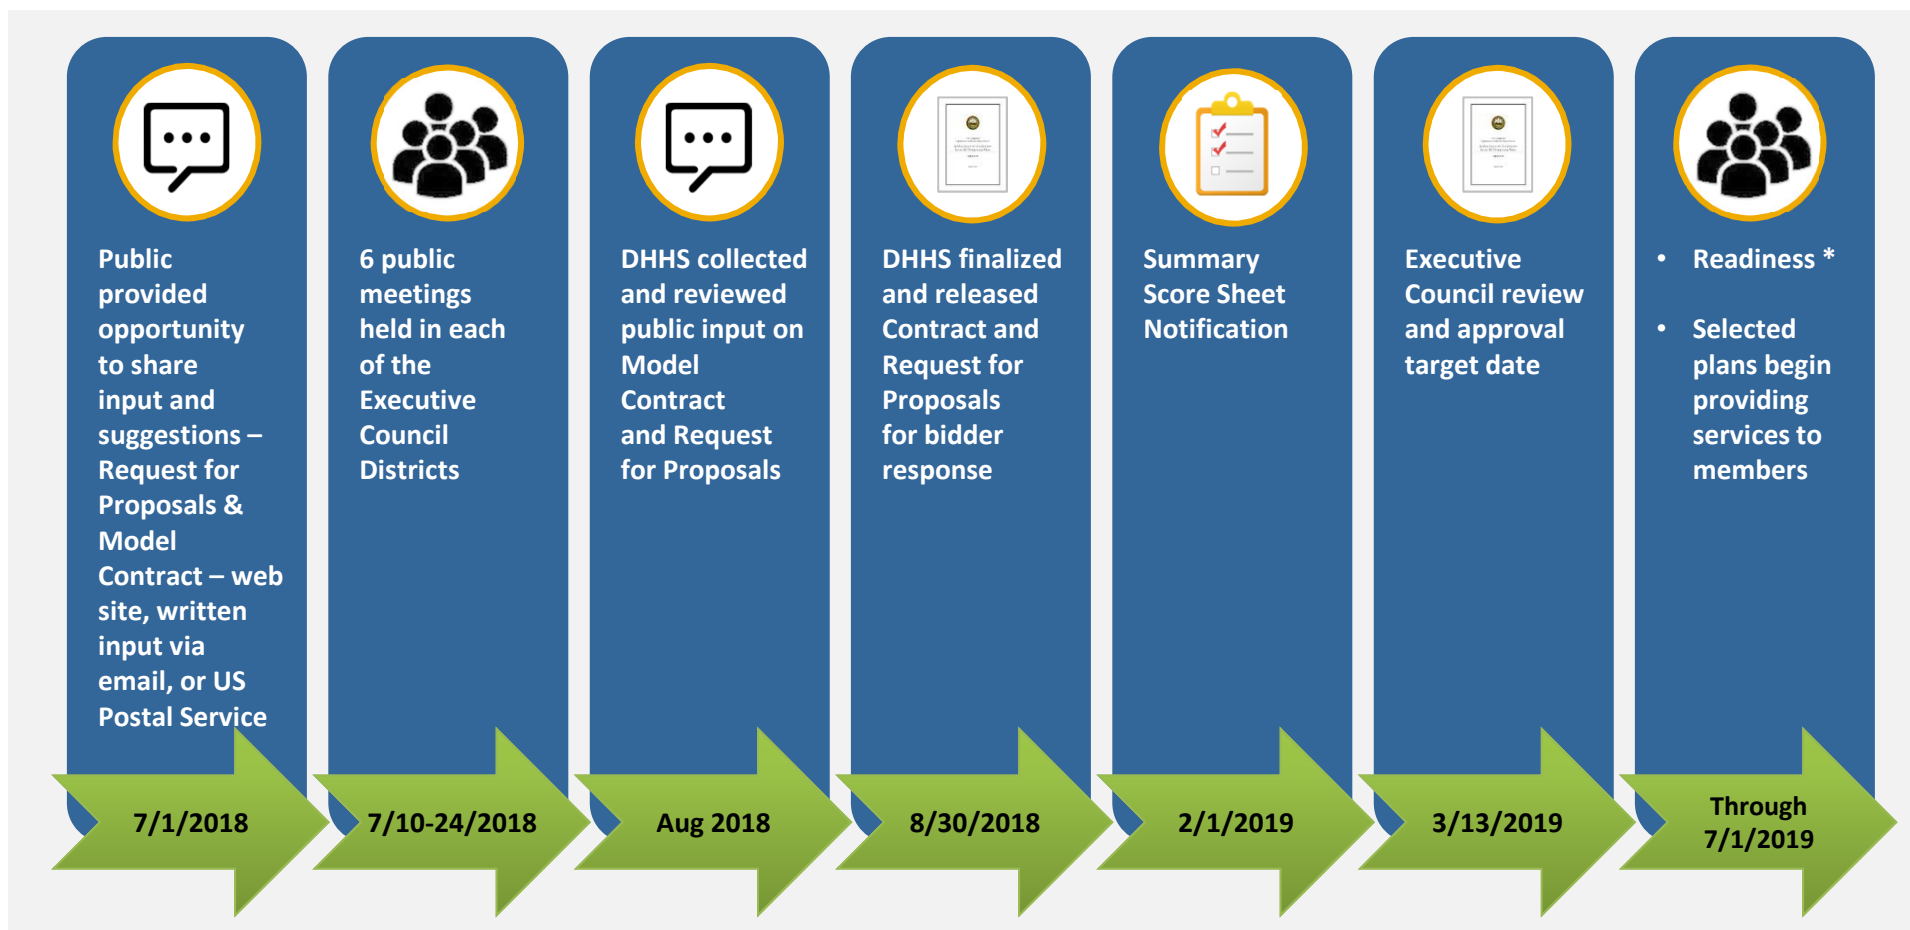 Public
provided
opportunity
to share
input and
suggestions –
Request for
Proposals &
Model
Contract – web
site, written
input via
email, or US
Postal Service
7/1/2018
6 public
meetings
held in each
of the
Executive
Council
Districts
7/10-24/2018
DHHS collected
and reviewed
public input on
Model
Contract
and Request
for Proposals
Aug 2018
DHHS finalized
and released
Contract and
Request for
Proposals
for bidder
response
8/30/2018
Summary
Score Sheet
Notification
2/1/2019
Executive
Council review
and approval
target date
3/13/2019
• Readiness *
• Selected
plans begin
providing
services to
members
Through
7/1/2019